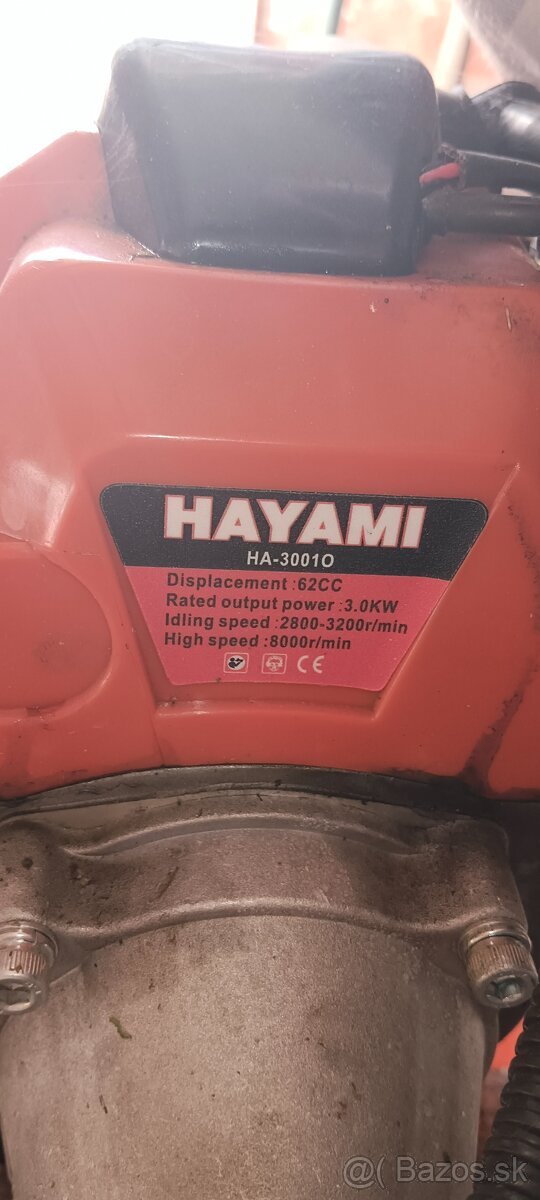 HAYAMI
HA-3001O
Displacement :62CC
Rated output power :3.0KW
Idling speed :2800-3200r/min
High speed :8000r/min
CE
@( Bazos.sk